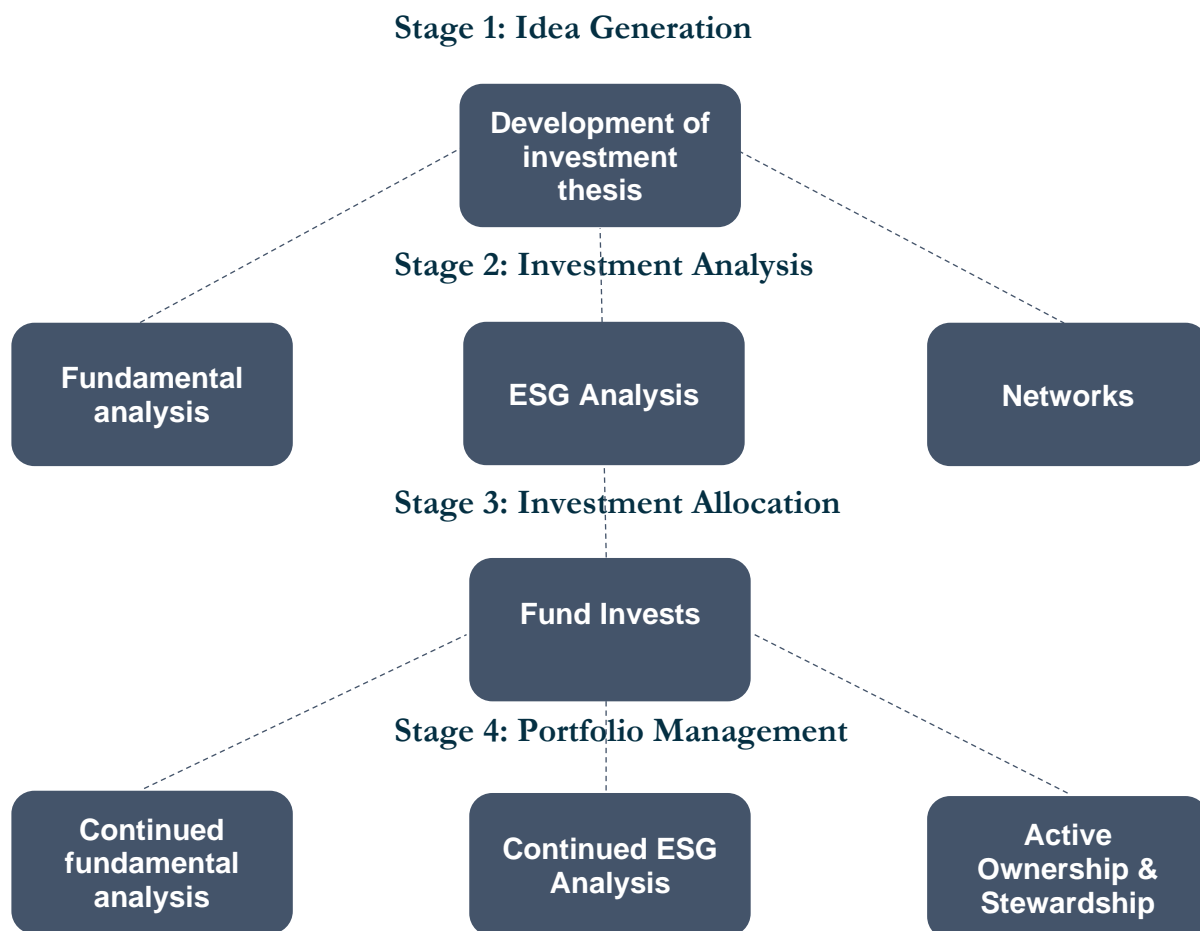 Stage 1: Idea Generation
Development of
investment
thesis
Stage 2: Investment Analysis
Fundamental
analysis
ESG Analysis
Networks
Stage 3: Investment Allocation
Fund Invests
Stage 4: Portfolio Management
Continued
fundamental
analysis
Continued ESG
Analysis
Active
Ownership &
Stewardship